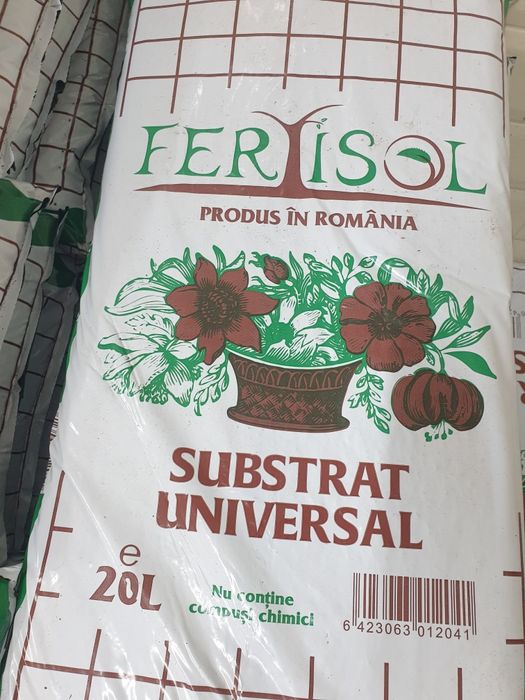 FERTISOL
PRODUS ÎN ROMÂNIA
SUBSTRAT
UNIVERSAL
e
20L
Nu conține
compuși chimici
6 423063 012041